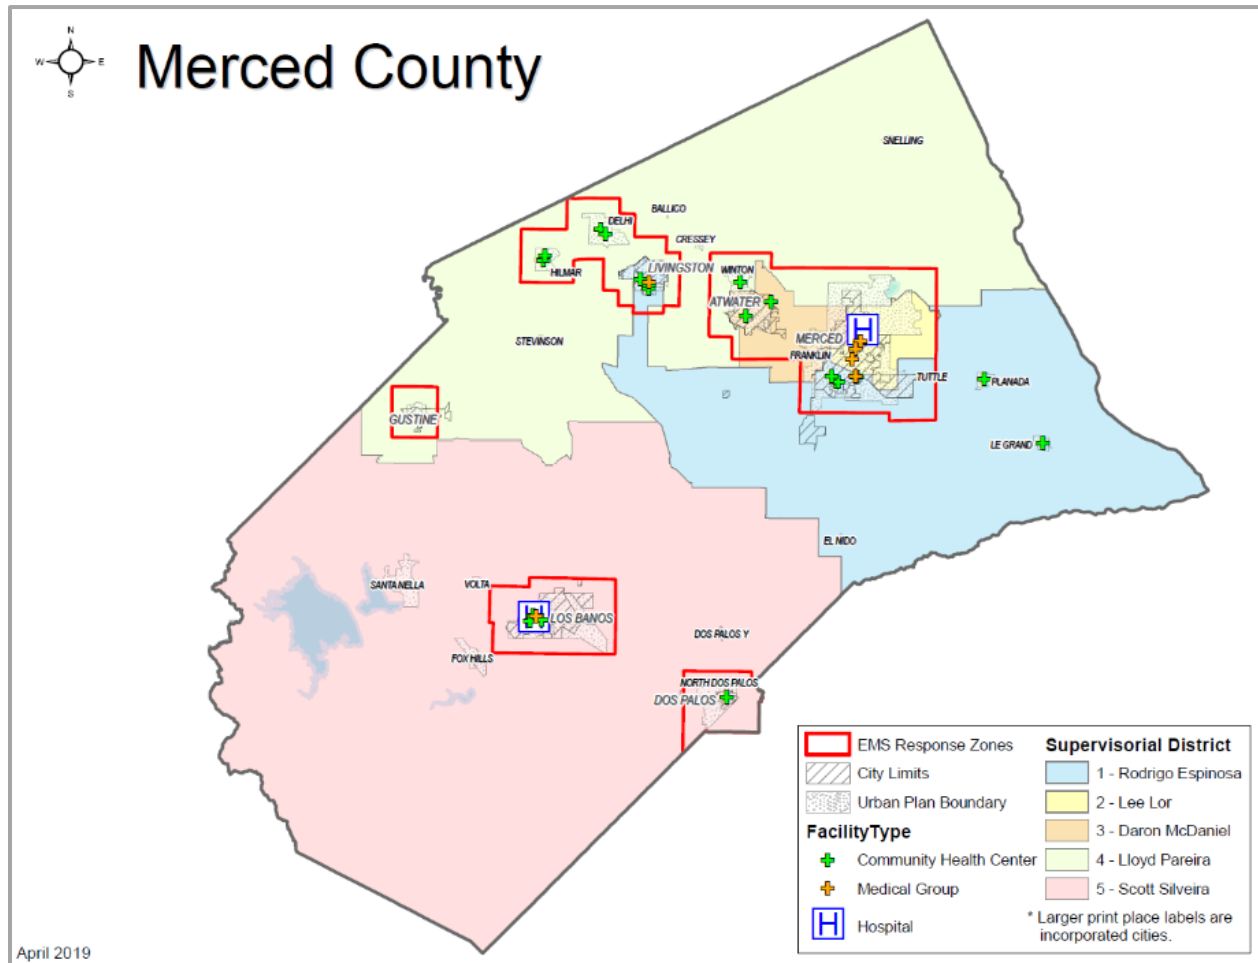 N
W E
S
Merced County
SNELLING
BALLICO
DELHI
CRESSEY
LIVINGSTON
WINTON
HILMAR
ATWATER
H
MERCED
STEVINSON
FRANKLIN
TUTTLE
PLANADA
GUSTINE
LE GRAND
EL NIDO
SANTA NELLA
VOLTA
H
LOS BANOS
DOS PALOS Y
FOX HILLS
NORTH DOS PALOS
DOS PALOS
EMS Response Zones
City Limits
Urban Plan Boundary
FacilityType
Community Health Center
Medical Group
H Hospital
Supervisorial District
1 - Rodrigo Espinosa
2 - Lee Lor
3 - Daron McDaniel
4 - Lloyd Pareira
5 - Scott Silveira
* Larger print place labels are
incorporated cities.
April 2019